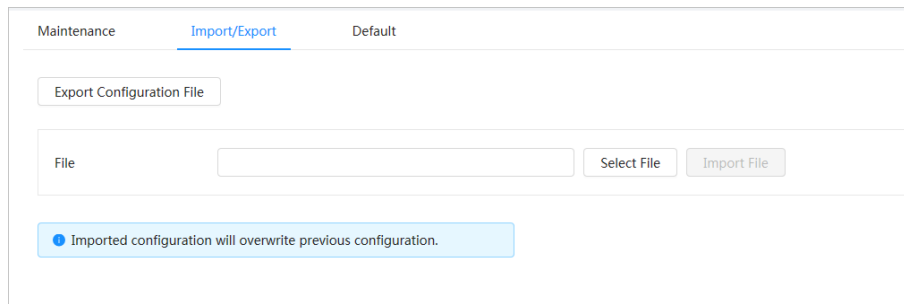 Maintenance Import/Export Default
Export Configuration File
File Select File Import File
Imported configuration will overwrite previous configuration.